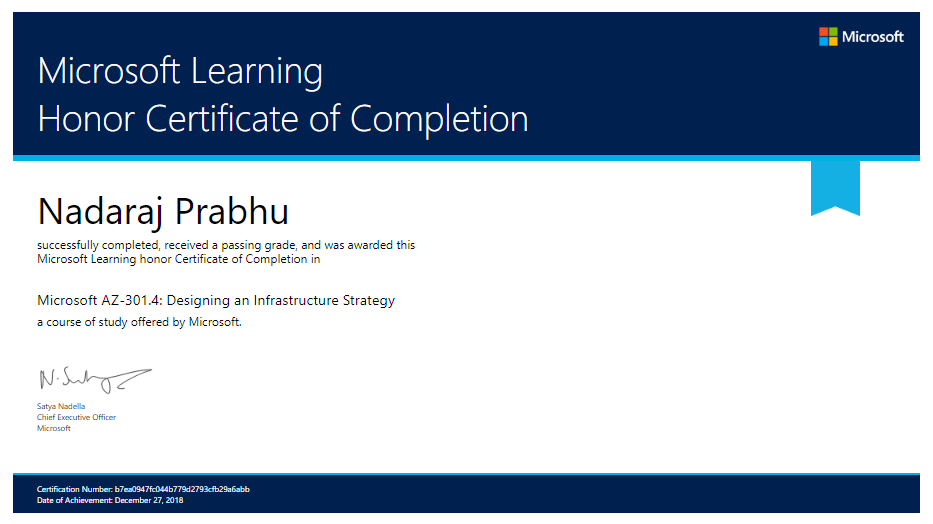 Microsoft
Microsoft Learning
Honor Certificate of Completion
Nadaraj Prabhu
successfully completed, received a passing grade, and was awarded this
Microsoft Learning honor Certificate of Completion in
Microsoft AZ-301.4: Designing an Infrastructure Strategy
a course of study offered by Microsoft.
Satya Nadella
Chief Executive Officer
Microsoft
Certification Number: b7ea0947fc044b779d2793cfb29a6abb
Date of Achievement: December 27, 2018